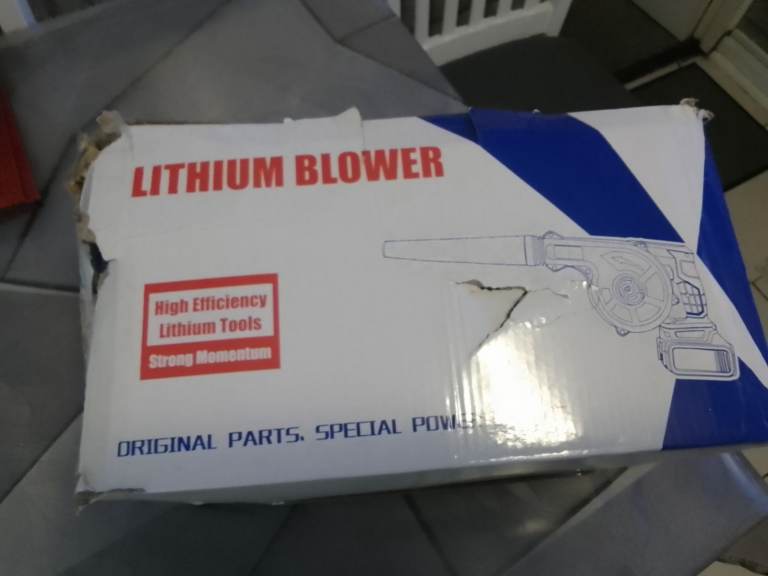 LITHIUM BLOWER
High Efficiency
Lithium Tools
Strong Momentum
ORIGINAL PARTS, SPECIAL